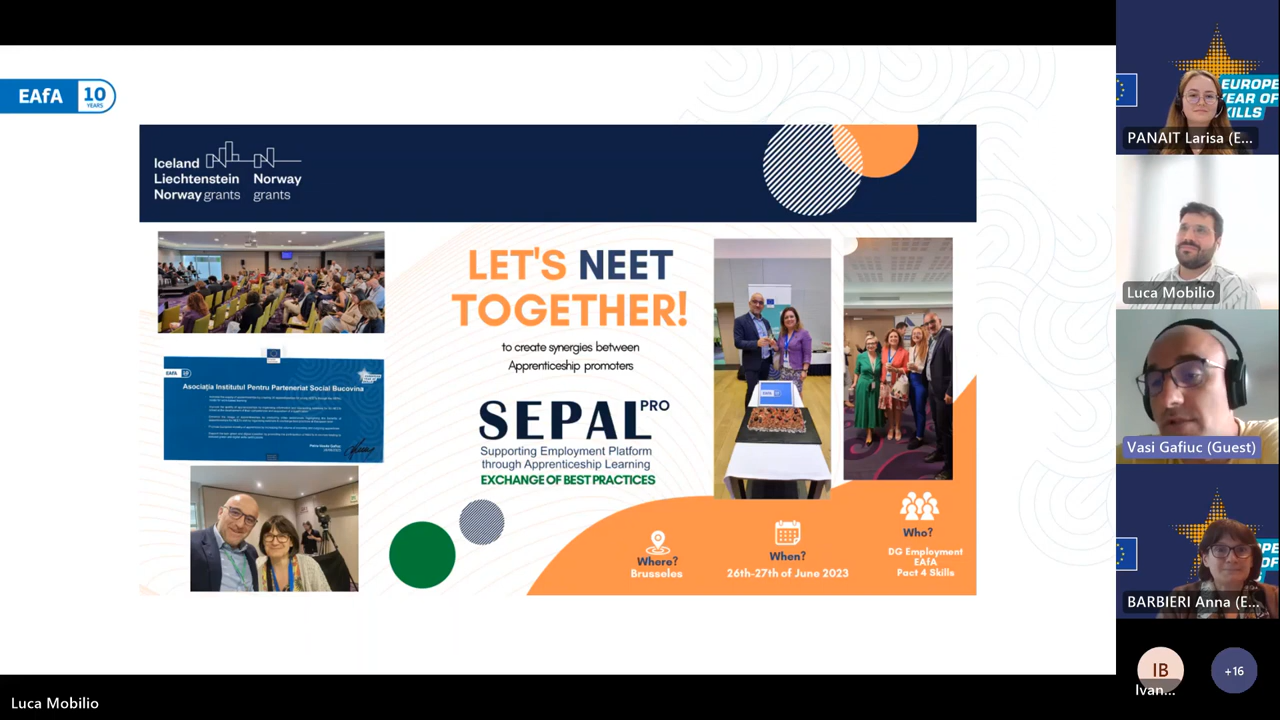 EAfA 10
YEARS
Iceland
Liechtenstein Norway
Norway grants grants
LET'S NEET
TOGETHER!
to create synergies between
Apprenticeship promoters
SEPAL PRO
Supporting Employment Platform
through Apprenticeship Learning
EXCHANGE OF BEST PRACTICES
EAfA
Asociația Institutul Pentru Parteneriat Social Bucovina
Where?
Brusseles
When?
26th-27th of June 2023
Who?
DG Employment
EAfA
Pact 4 Skills
EUROPE
YEAR OF
KILLS
PANAIT Larisa (E...
Luca Mobilio
Vasi Gafiuc (Guest)
BARBIERI Anna (E...
IB
Ivan...
+16
Luca Mobilio